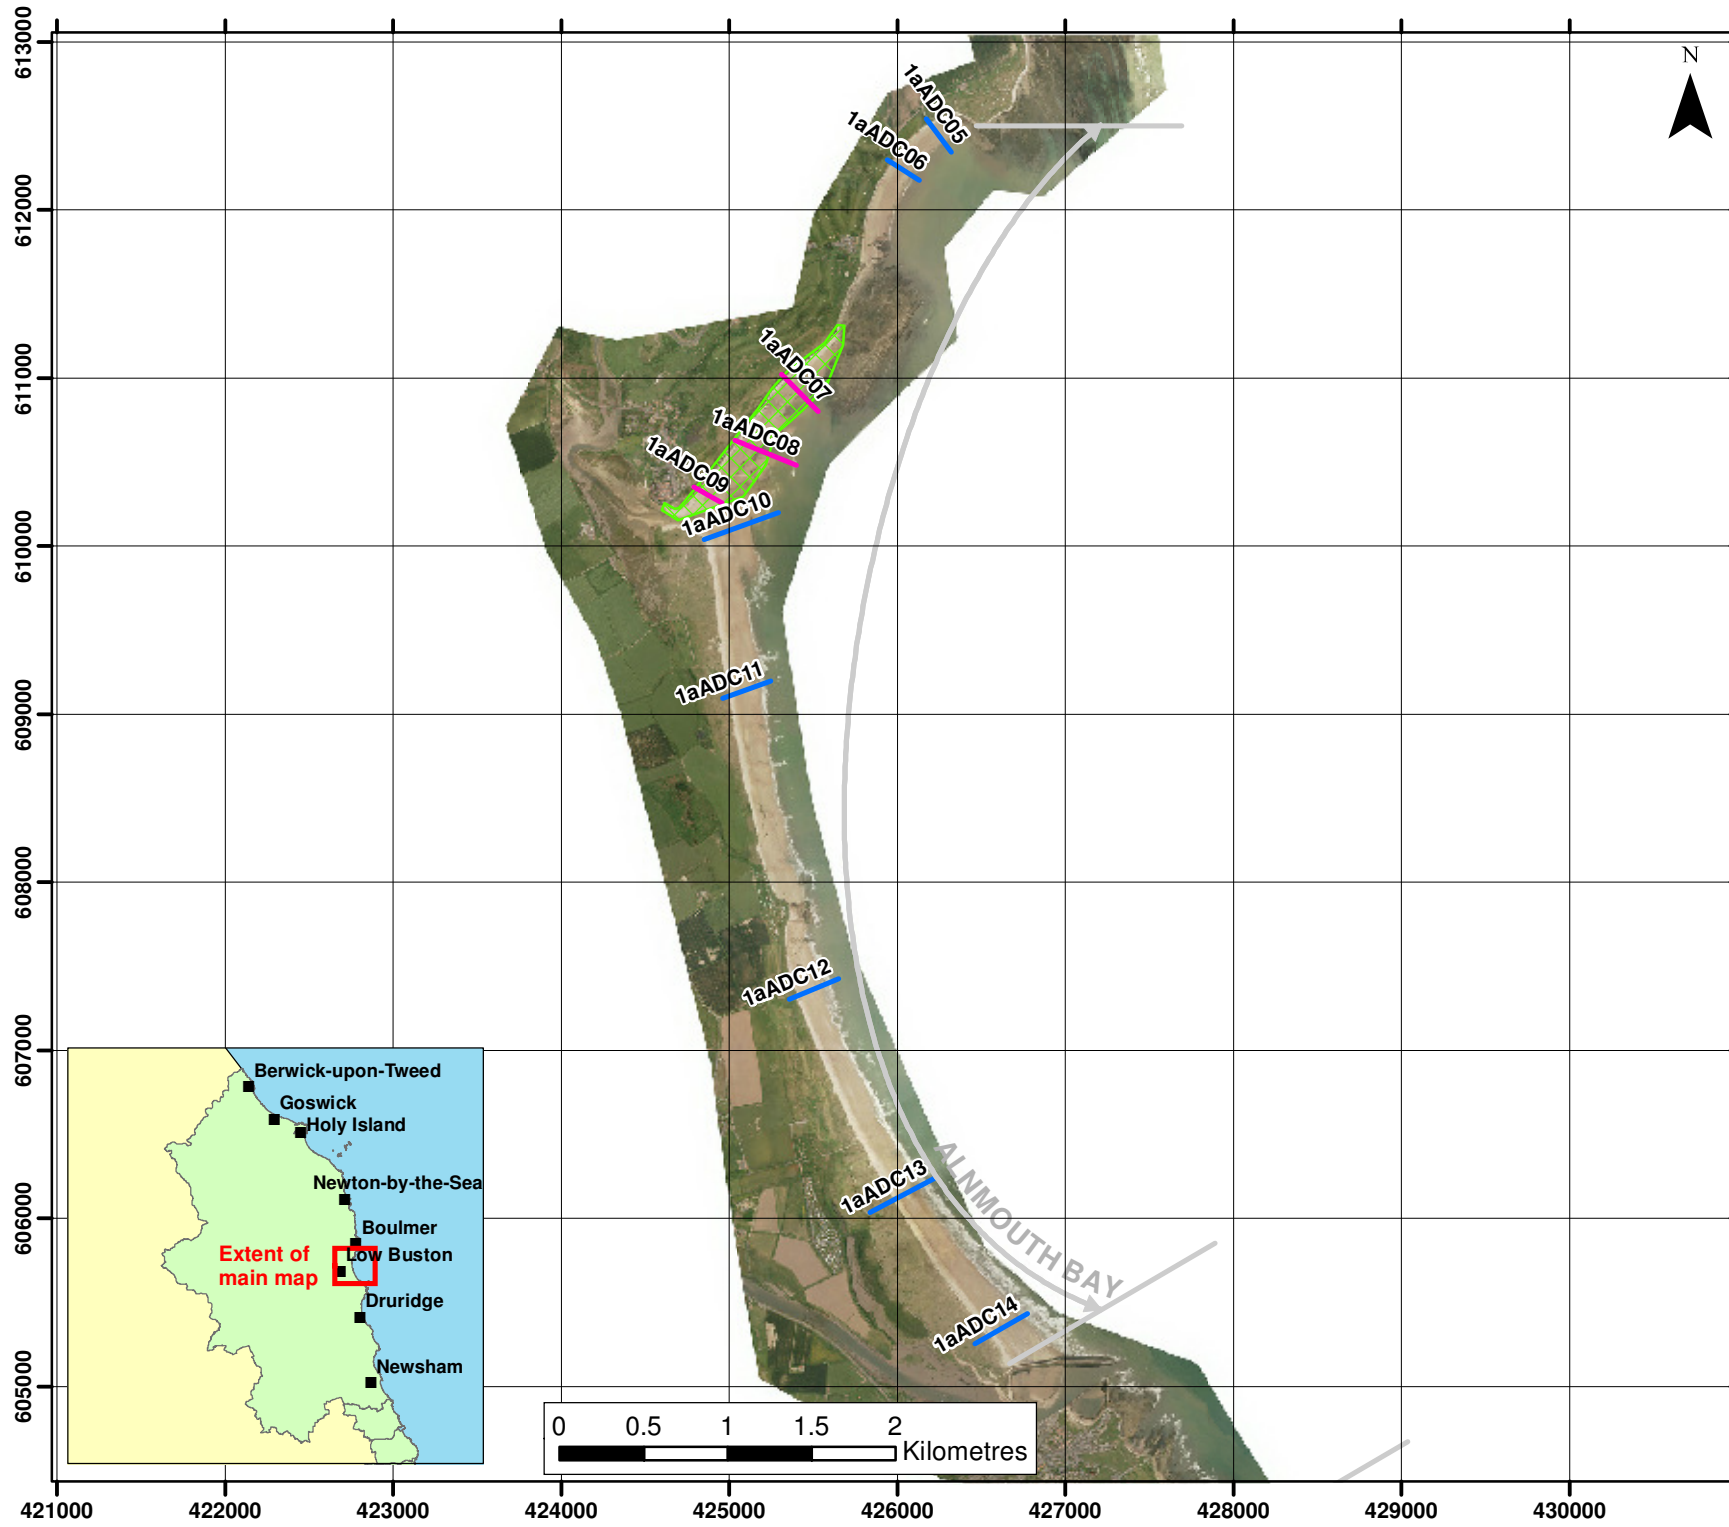 613000
612000
611000
610000
609000
608000
607000
606000
605000
N
1aADC05
1aADC06
1aADC07
1aADC08
1aADC09
1aADC10
1aADC11
1aADC12
1aADC13
1aADC14
ALNMOUTH BAY
Berwick-upon-Tweed
Goswick
Holy Island
Newton-by-the-Sea
Boulmer
Low Buston
Extent of
main map
Druridge
Newsham
0 0.5 1 1.5 2
Kilometres
421000 422000 423000 424000 425000 426000 427000 428000 429000 430000